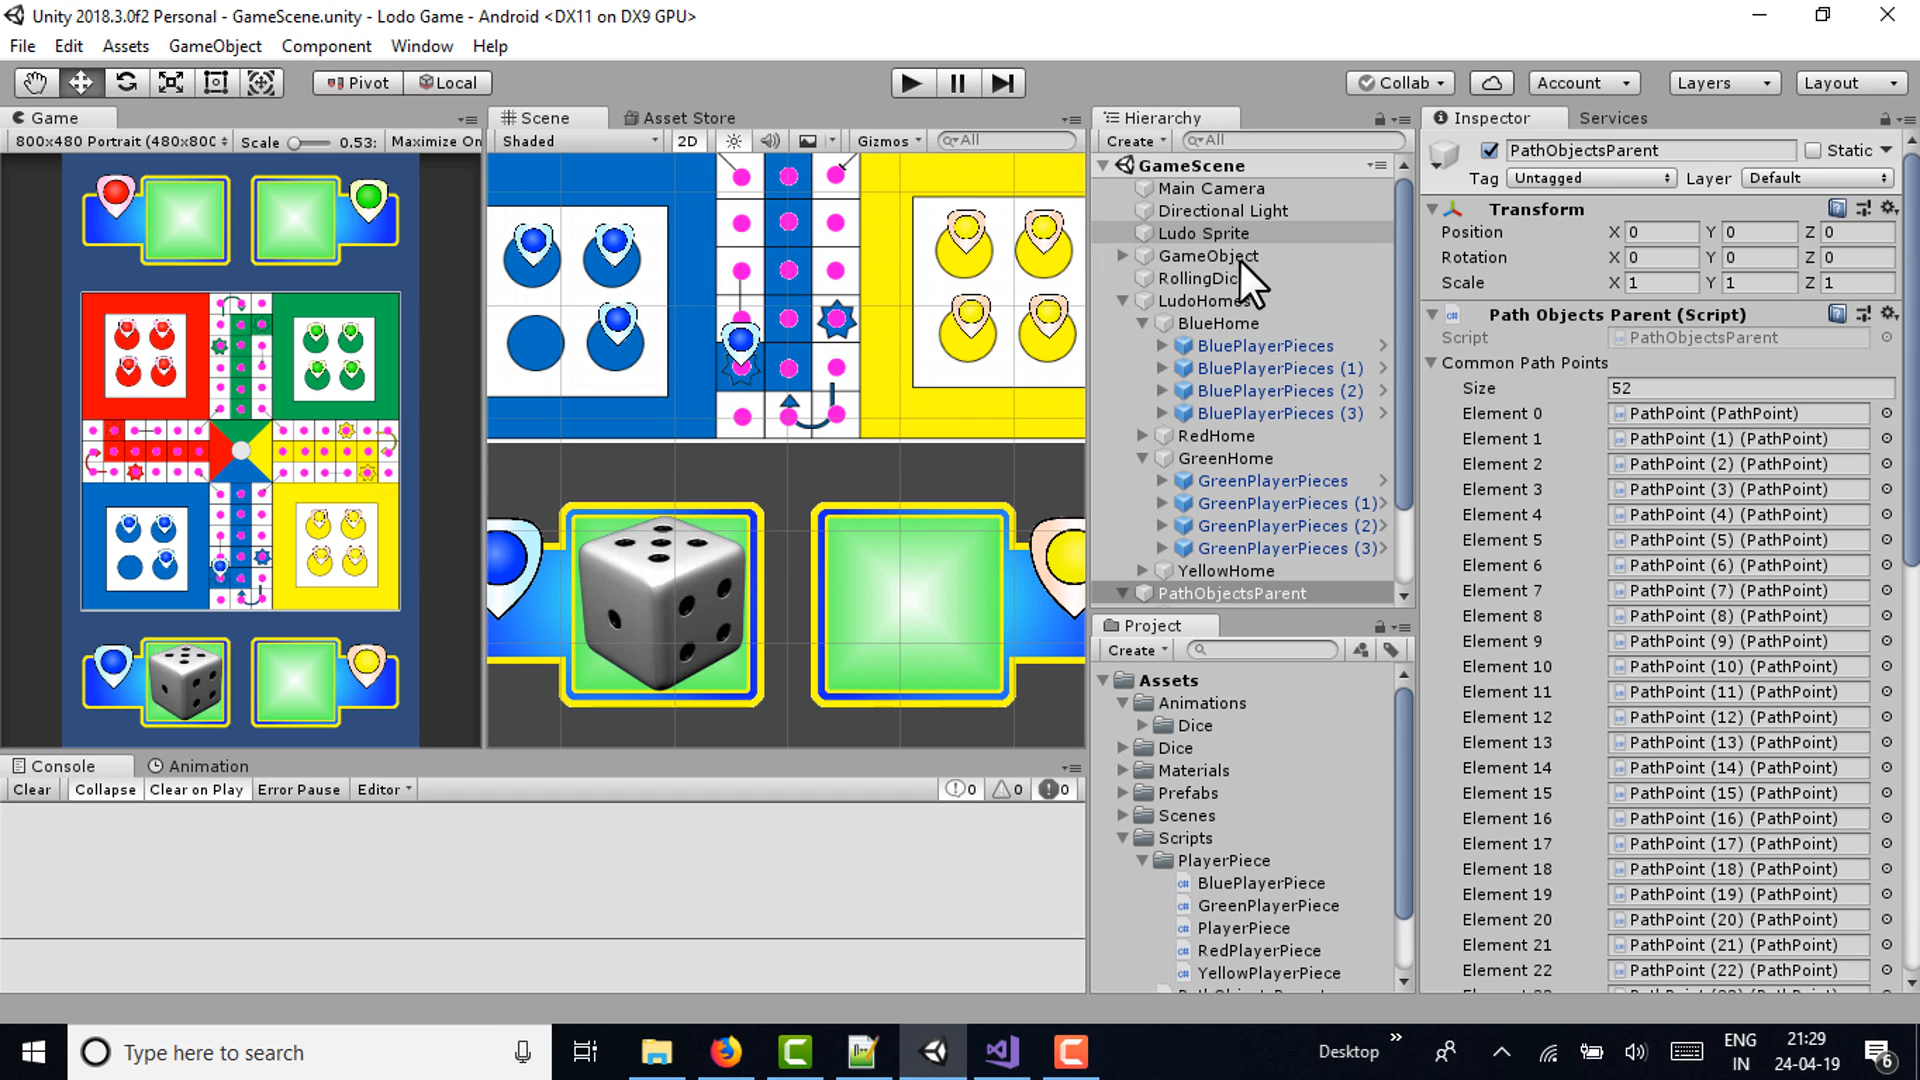 Unity 2018.3.0f2 Personal - GameScene.unity - Lodo Game - Android <DX11 on DX9 GPU>
File Edit Assets GameObject Component Window Help
Pivot Local Collab Account Layers Layout
Game Scene Asset Store Hierarchy Inspector Services
800x480 Portrait (480x80C Scale 0.53: Maximize On Shaded 2D Gizmos All Create All
GameScene
Main Camera
Directional Light
Ludo Sprite
GameObject
RollingDic
LudoHomes
BlueHome
BluePlayerPieces
BluePlayerPieces (1)
BluePlayerPieces (2)
BluePlayerPieces (3)
RedHome
GreenHome
GreenPlayerPieces
GreenPlayerPieces (1)
GreenPlayerPieces (2)
GreenPlayerPieces (3)
YellowHome
PathObjectsParent
PathObjectsParent Static
Tag Untagged Layer Default
Transform
Position X 0 Y 0 Z 0
Rotation X 0 Y 0 Z 0
Scale X 1 Y 1 Z 1
Path Objects Parent (Script)
Script PathObjectsParent
Common Path Points
Size 52
Element 0 PathPoint (PathPoint)
Element 1 PathPoint (1) (PathPoint)
Element 2 PathPoint (2) (PathPoint)
Element 3 PathPoint (3) (PathPoint)
Element 4 PathPoint (4) (PathPoint)
Element 5 PathPoint (5) (PathPoint)
Element 6 PathPoint (6) (PathPoint)
Element 7 PathPoint (7) (PathPoint)
Element 8 PathPoint (8) (PathPoint)
Element 9 PathPoint (9) (PathPoint)
Element 10 PathPoint (10) (PathPoint)
Element 11 PathPoint (11) (PathPoint)
Element 12 PathPoint (12) (PathPoint)
Element 13 PathPoint (13) (PathPoint)
Element 14 PathPoint (14) (PathPoint)
Element 15 PathPoint (15) (PathPoint)
Element 16 PathPoint (16) (PathPoint)
Element 17 PathPoint (17) (PathPoint)
Element 18 PathPoint (18) (PathPoint)
Element 19 PathPoint (19) (PathPoint)
Element 20 PathPoint (20) (PathPoint)
Element 21 PathPoint (21) (PathPoint)
Element 22 PathPoint (22) (PathPoint)
Project
Create
Assets
Animations
Dice
Dice
Materials
Prefabs
Scenes
Scripts
PlayerPiece
BluePlayerPiece
GreenPlayerPiece
PlayerPiece
RedPlayerPiece
YellowPlayerPiece
Console Animation
Clear Collapse Clear on Play Error Pause Editor 0 0 0
Type here to search Desktop ENG IN 21:29 24-04-19 6